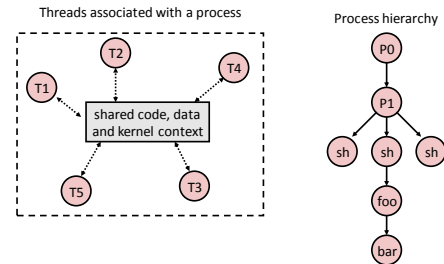 Threads associated with a process
T2
T4
T1
shared code, data
and kernel context
T5
T3
Process hierarchy
P0
P1
sh
sh
sh
foo
bar